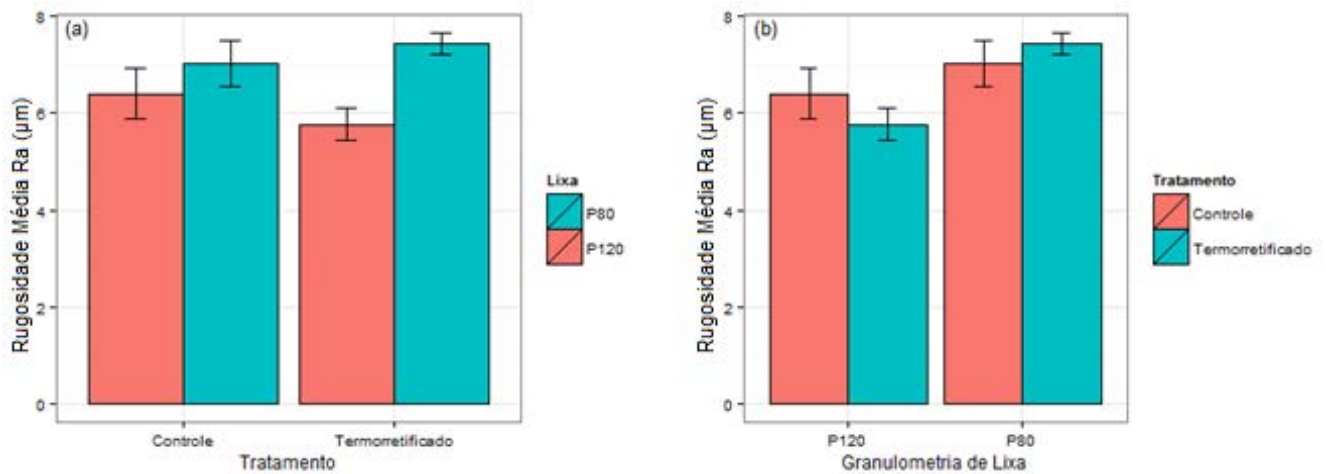 (a)
Rugosidade Média Ra (µm)
8
6
4
2
0
Controle
Termorretificado
Tratamento
Lixa
P80
P120
(b)
Rugosidade Média Ra (µm)
8
6
4
2
0
P120
P80
Granulometria de Lixa
Tratamento
Controle
Termorretificado